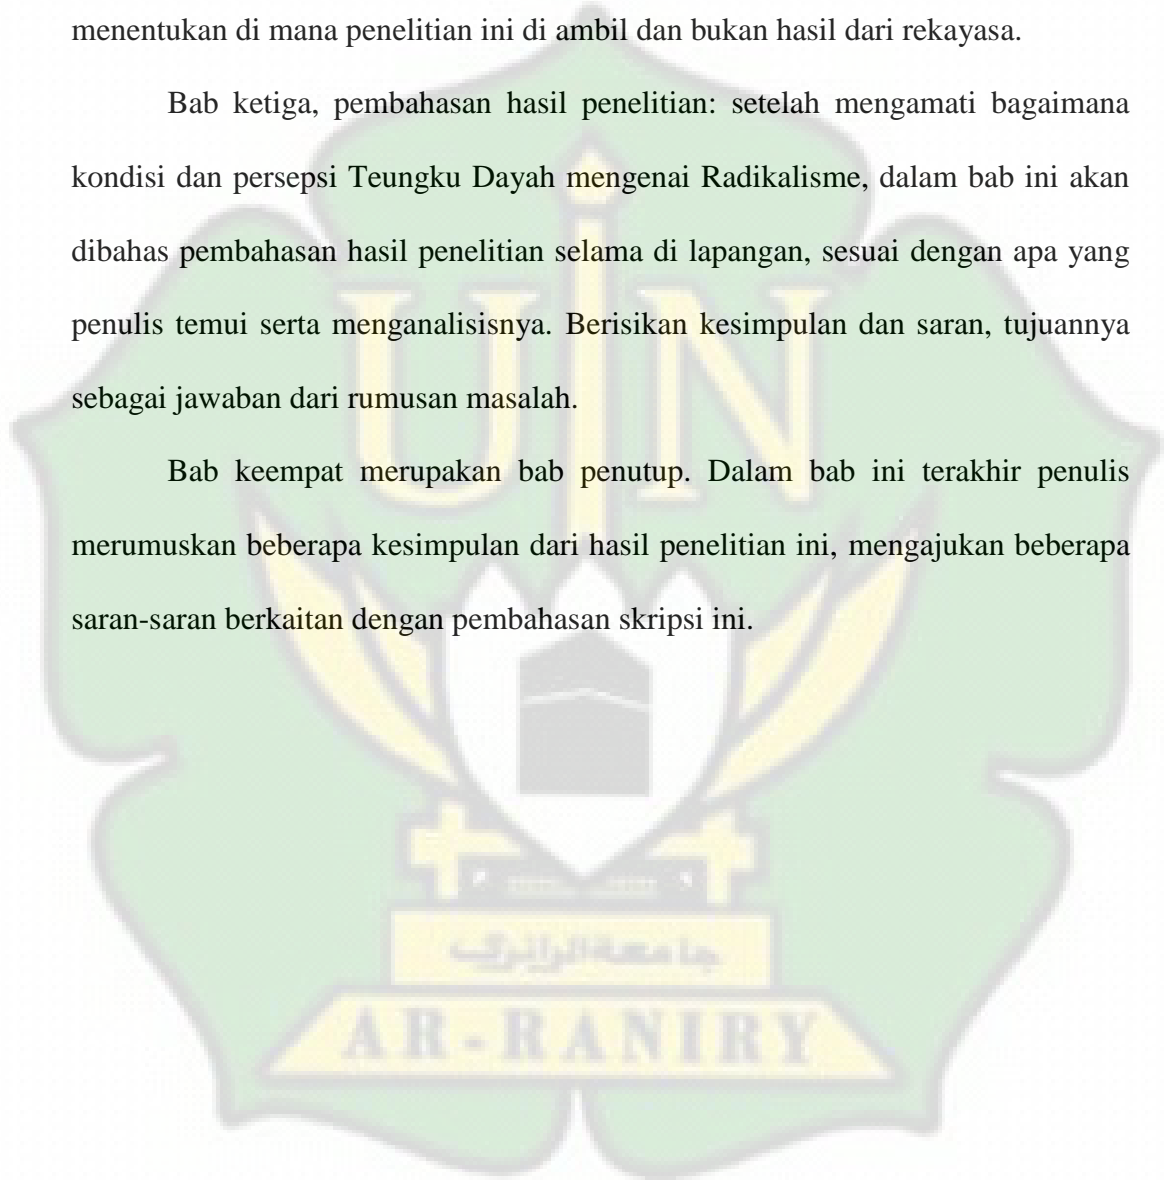 menentukan di mana penelitian ini di ambil dan bukan hasil dari rekayasa.
Bab ketiga, pembahasan hasil penelitian: setelah mengamati bagaimana
kondisi dan persepsi Teungku Dayah mengenai Radikalisme, dalam bab ini akan
dibahas pembahasan hasil penelitian selama di lapangan, sesuai dengan apa yang
penulis temui serta menganalisisnya. Berisikan kesimpulan dan saran, tujuannya
sebagai jawaban dari rumusan masalah.
Bab keempat merupakan bab penutup. Dalam bab ini terakhir penulis
merumuskan beberapa kesimpulan dari hasil penelitian ini, mengajukan beberapa
saran-saran berkaitan dengan pembahasan skripsi ini.
UIN
جامعة الرانري
AR-RANIRY